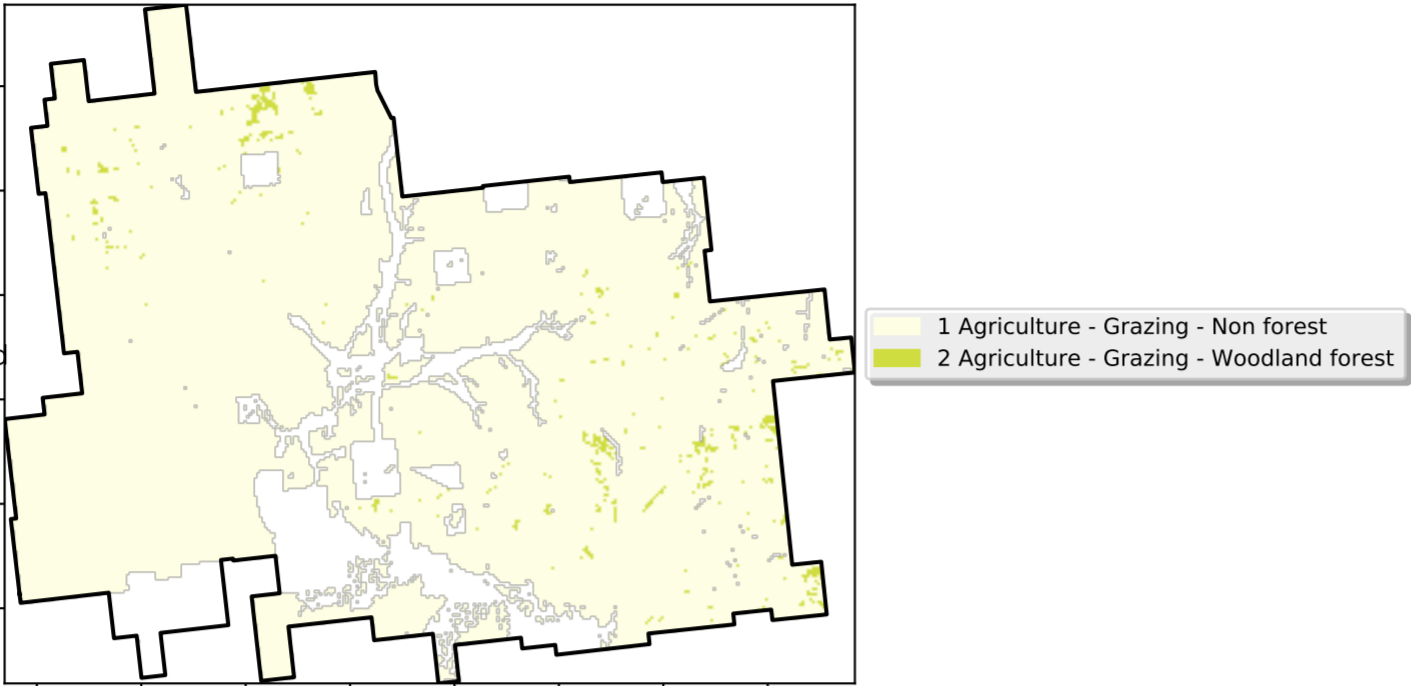 1 Agriculture - Grazing - Non forest
2 Agriculture - Grazing - Woodland forest